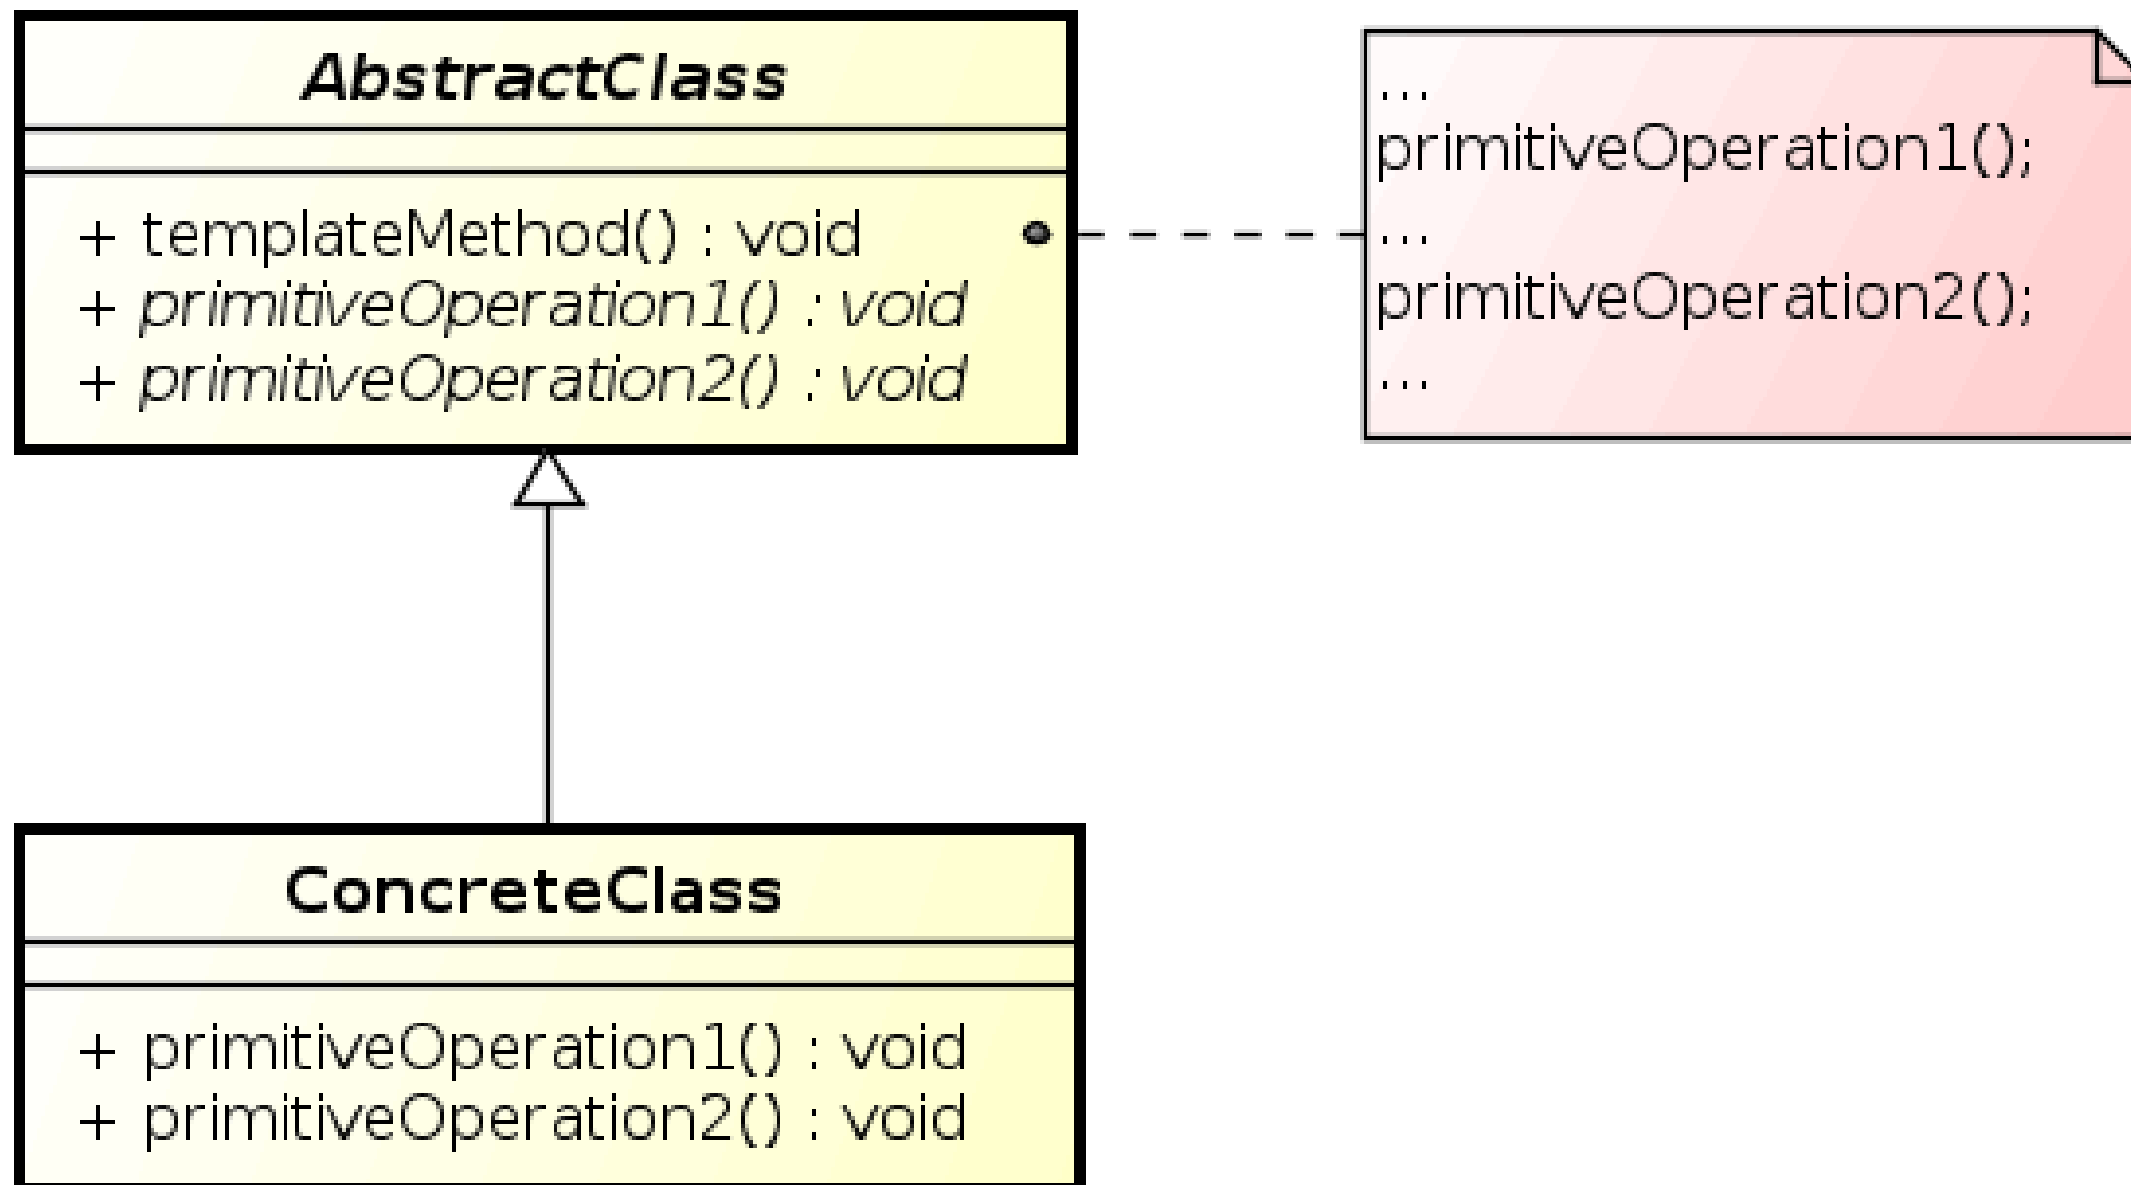 AbstractClass
+ templateMethod() : void
+ primitiveOperation1() : void
+ primitiveOperation2() : void
...
primitiveOperation1();
...
primitiveOperation2();
...
ConcreteClass
+ primitiveOperation1() : void
+ primitiveOperation2() : void